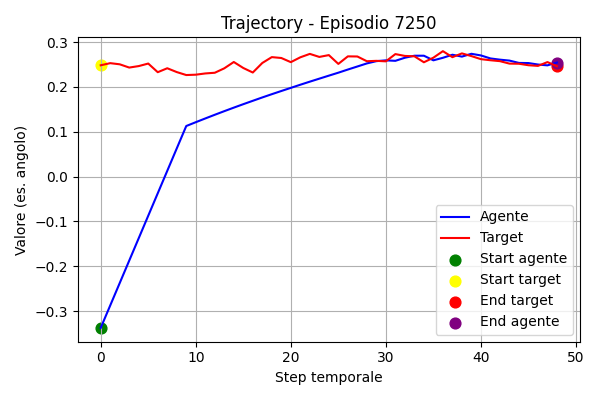 Trajectory - Episodio 7250
Valore (es. angolo)
0.3
0.2
0.1
0.0
−0.1
−0.2
−0.3
0
10
20
30
40
50
Step temporale
Agente
Target
Start agente
Start target
End target
End agente